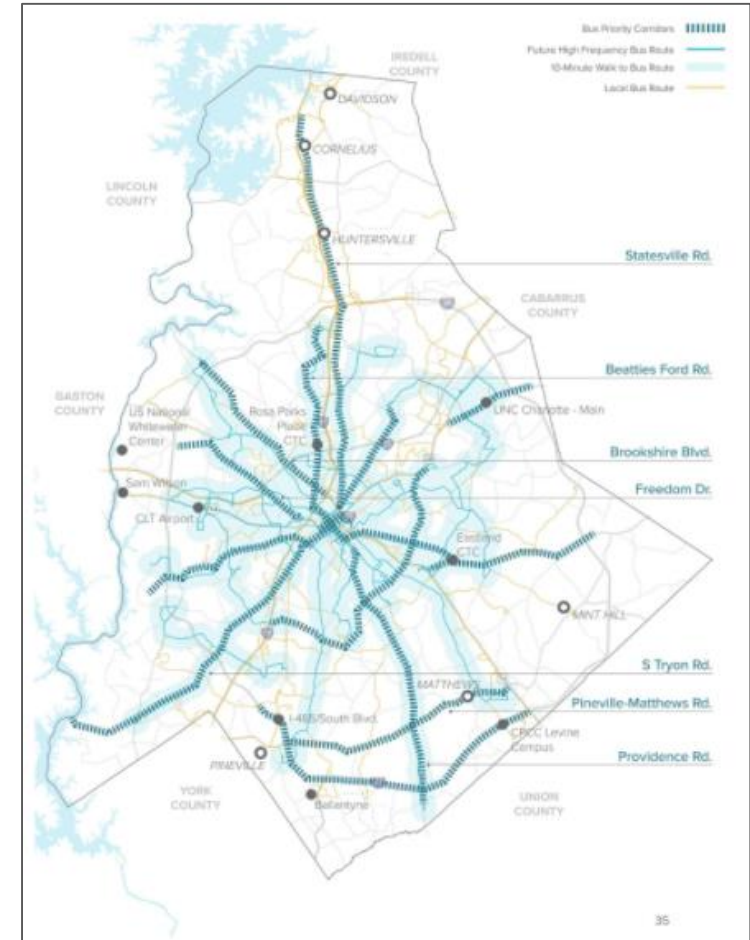 Bus Priority Corridors
Future High Frequency Bus Route
10-Minute Walk to Bus Route
Local Bus Route
IREDELL
COUNTY
DAVIDSON
CORNELIUS
LINCOLN
COUNTY
HUNTERSVILLE
Statesville Rd.
CABARRUS
COUNTY
Beatties Ford Rd.
GASTON
COUNTY
US National
Whitewater
Center
Rosa Parks
Place
CTC
UNC Charlotte - Main
Brookshire Blvd.
Sam Wilson
Freedom Dr.
CLT Airport
Eastland
CTC
MINT HILL
S Tryon Rd.
MATTHEWS
Pineville-Matthews Rd.
I-485/South Blvd.
CPCC Levine
Campus
PINEVILLE
Providence Rd.
YORK
COUNTY
Ballantyne
UNION
COUNTY
35